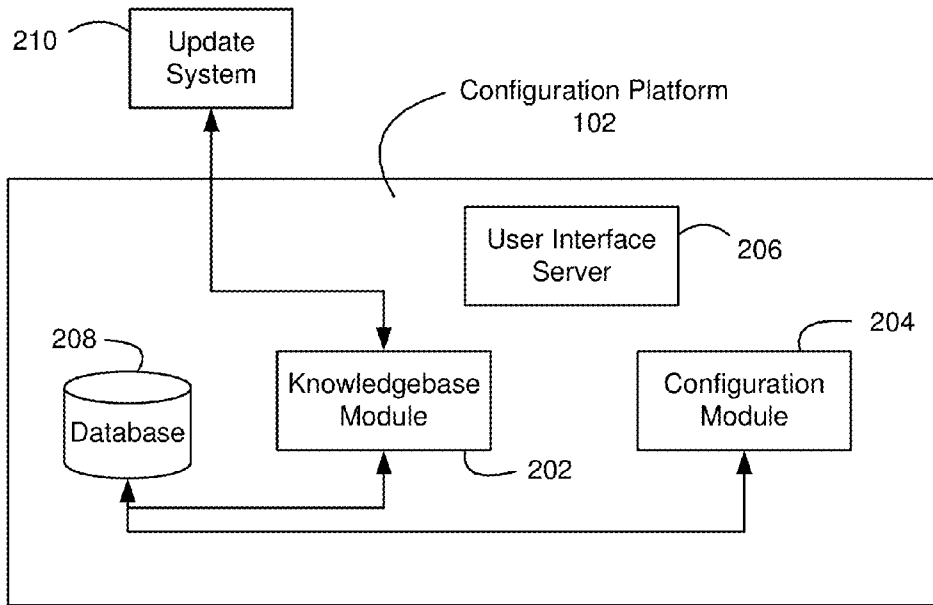 210
Update
System
Configuration Platform
102
User Interface
Server
206
208
Database
Knowledgebase
Module
202
204
Configuration
Module